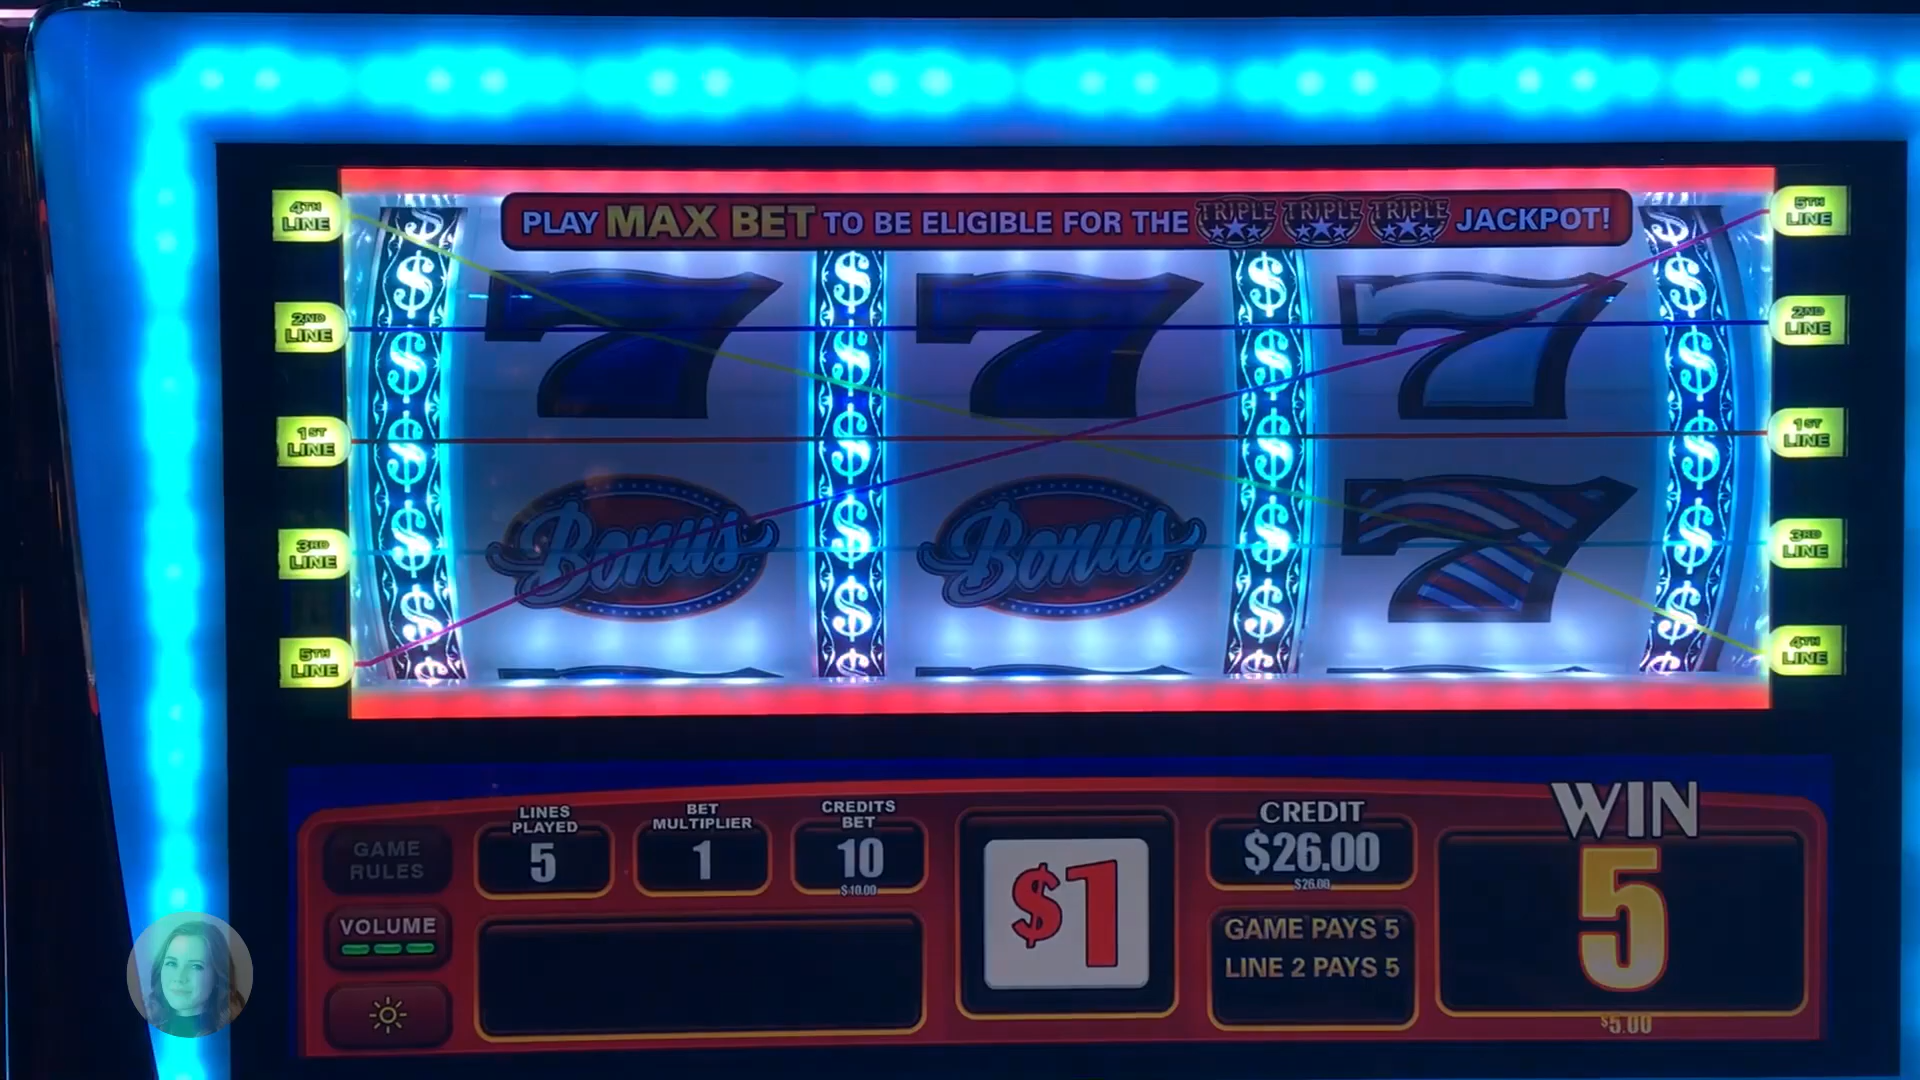 PLAY MAX BET TO BE ELIGIBLE FOR THE TRIPLE TRIPLE TRIPLE JACKPOT!
4TH LINE
5TH LINE
2ND LINE
2ND LINE
1ST LINE
1ST LINE
Bonus
Bonus
3RD LINE
3RD LINE
5TH LINE
4TH LINE
GAME RULES
LINES PLAYED
5
BET MULTIPLIER
1
CREDITS BET
10
$10.00
$1
CREDIT
$26.00
$26.00
WIN
5
$5.00
VOLUME
GAME PAYS 5
LINE 2 PAYS 5